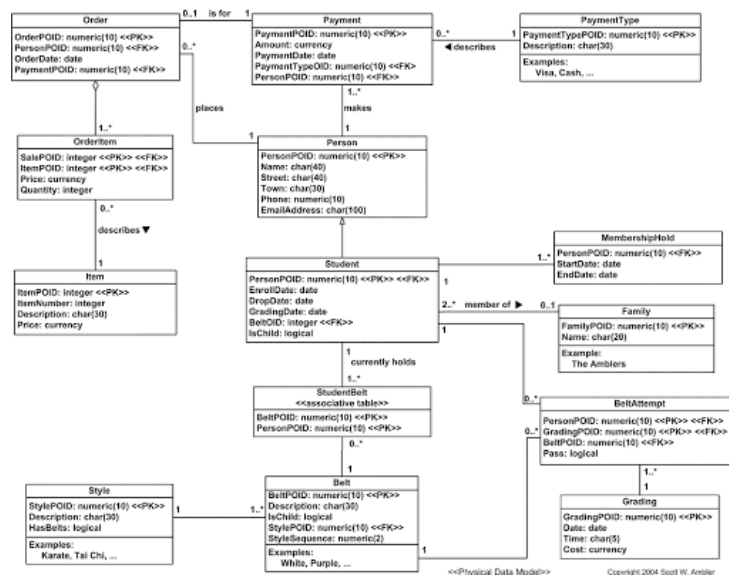 Order
OrderPOID: numeric(10) <<PK>>
PersonPOID: numeric(10) <<FK>>
OrderDate: date
PaymentPOID: numeric(10) <<FK>>
0..1 is for 1
Payment
PaymentPOID: numeric(10) <<PK>>
Amount: currency
PaymentDate: date
PaymentTypeOID: numeric(10) <<FK>
PersonPOID: numeric(10) <<FK>>
0..* 1
◀ describes
PaymentType
PaymentTypePOID: numeric(10) <<PK>>
Description: char(30)
Examples:
Visa, Cash, ...
0..*
places
1
1..*
makes
1
1..*
OrderItem
SalePOID: integer <<PK>> <<FK>>
ItemPOID: integer <<PK>> <<FK>>
Price: currency
Quantity: integer
Person
PersonPOID: numeric(10) <<PK>>
Name: char(40)
Street: char(40)
Town: char(30)
Phone: numeric(10)
EmailAddress: char(100)
0..*
describes ▼
1
Item
ItemPOID: integer <<PK>>
ItemNumber: integer
Description: char(30)
Price: currency
Student
PersonPOID: numeric(10) <<PK>> <<FK>>
EnrollDate: date
DropDate: date
GradingDate: date
BeltOID: integer <<FK>>
IsChild: logical
1..*
1
MembershipHold
PersonPOID: numeric(10) <<FK>>
StartDate: date
EndDate: date
2..* member of ▶ 0..1
1
Family
FamilyPOID: numeric(10) <<PK>>
Name: char(20)
Example:
The Amblers
1
currently holds
1..*
StudentBelt
<<associative table>>
BeltPOID: numeric(10) <<PK>>
PersonPOID: numeric(10) <<PK>>
0..*
1
0..*
0..*
BeltAttempt
PersonPOID: numeric(10) <<PK>> <<FK>>
GradingPOID: numeric(10) <<PK>> <<FK>>
BeltPOID: numeric(10) <<FK>>
Pass: logical
1..*
1
Style
StylePOID: numeric(10) <<PK>>
Description: char(30)
HasBelts: logical
Examples:
Karate, Tai Chi, ...
1 1..*
Belt
BeltPOID: numeric(10) <<PK>>
Description: char(30)
IsChild: logical
StylePOID: numeric(10) <<FK>>
StyleSequence: numeric(2)
Examples:
White, Purple, ...
1
Grading
GradingPOID: numeric(10) <<PK>>
Date: date
Time: char(5)
Cost: currency
<<Physical Data Model>>
Copyright 2004 Scott W. Ambler